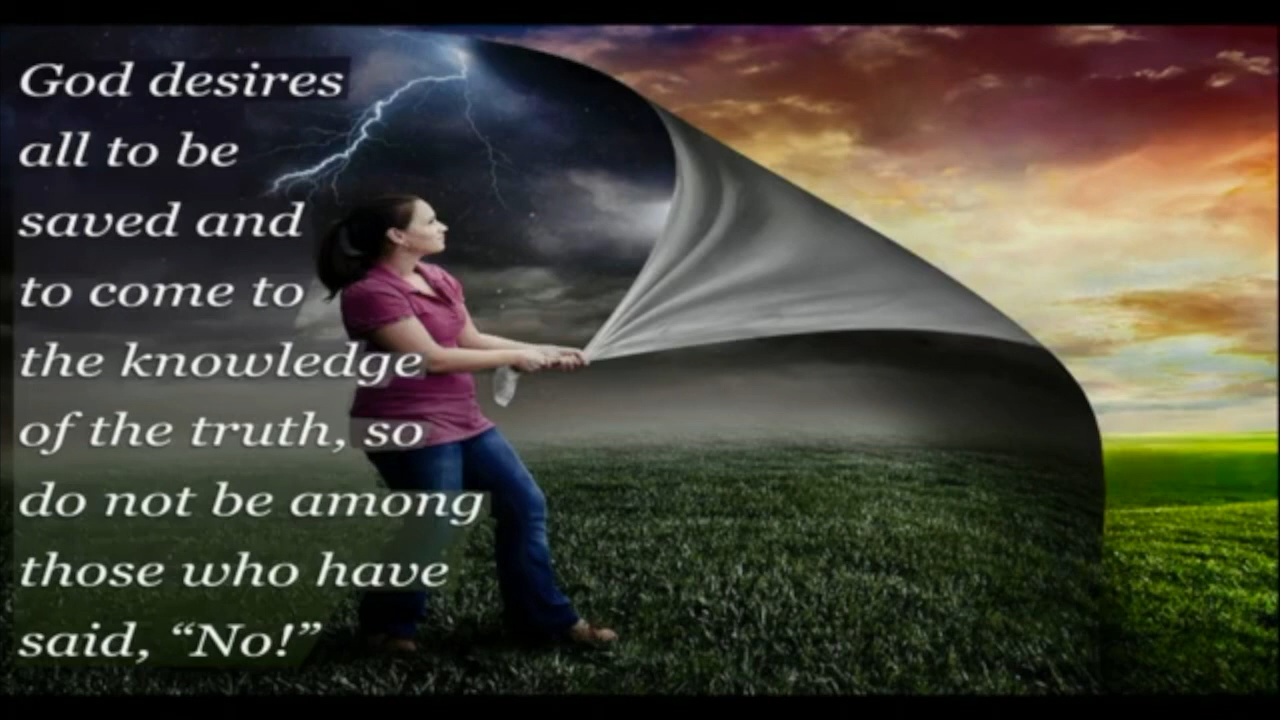 God desires
all to be
saved and
to come to
the knowledge
of the truth, so
do not be among
those who have
said, “No!”